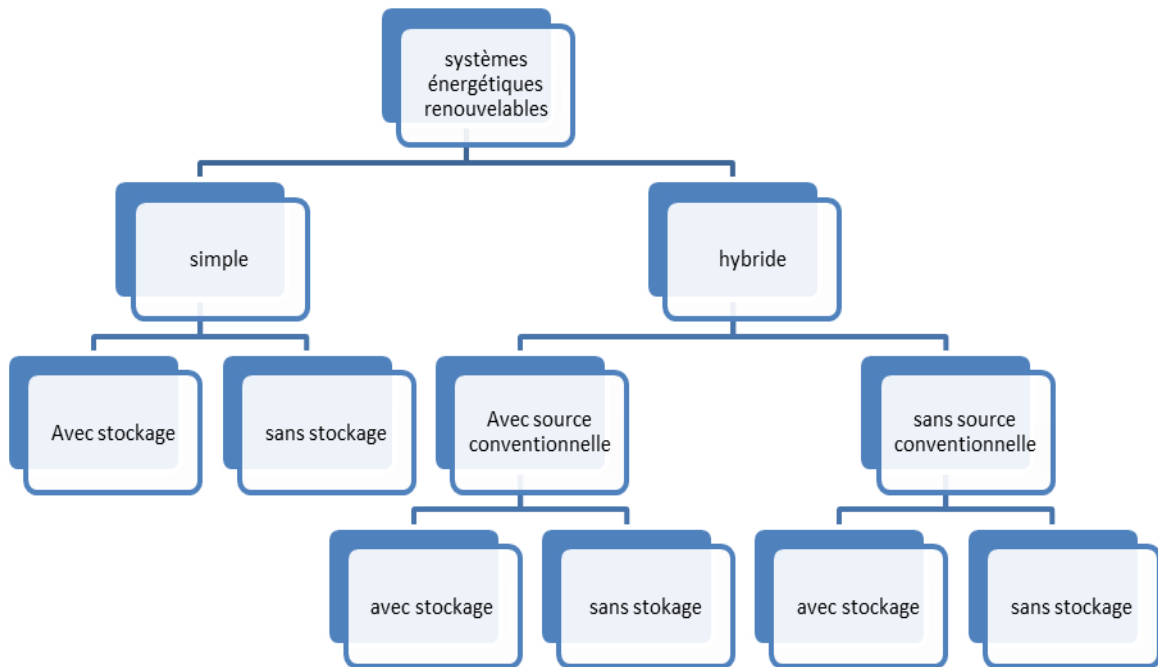 systèmes
énergétiques
renouvelables
simple
hybride
Avec stockage
sans stockage
Avec source
conventionnelle
sans source
conventionnelle
avec stockage
sans stokage
avec stockage
sans stockage